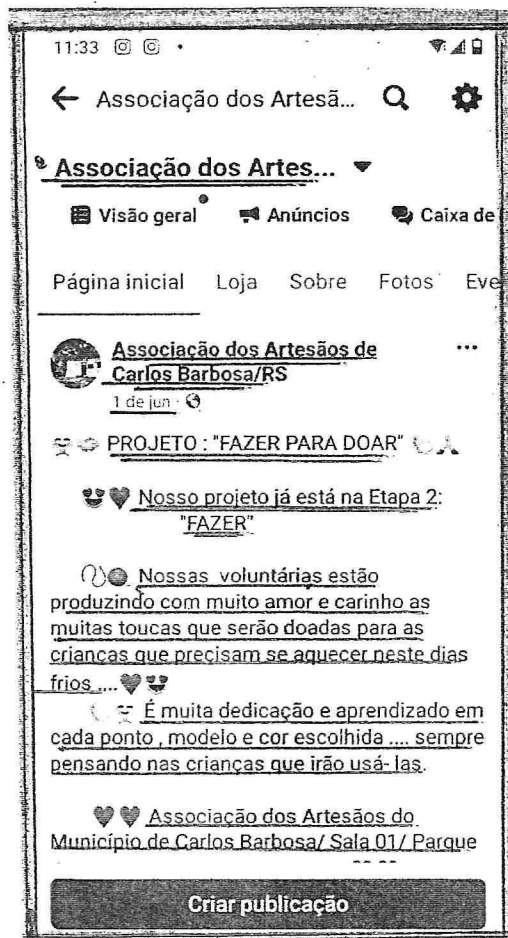 11:33
Associação dos Artesã...
Associação dos Artes...
Visão geral Anúncios Caixa de
Página inicial Loja Sobre Fotos Eve
Associação dos Artesãos de
Carlos Barbosa/RS
1 de jun
PROJETO : "FAZER PARA DOAR"
Nosso projeto já está na Etapa 2:
"FAZER"
Nossas voluntárias estão
produzindo com muito amor e carinho as
muitas toucas que serão doadas para as
crianças que precisam se aquecer neste dias
frios ....
É muita dedicação e aprendizado em
cada ponto , modelo e cor escolhida .... sempre
pensando nas crianças que irão usá- las.
Associação dos Artesãos do
Município de Carlos Barbosa/ Sala 01/ Parque
Criar publicação